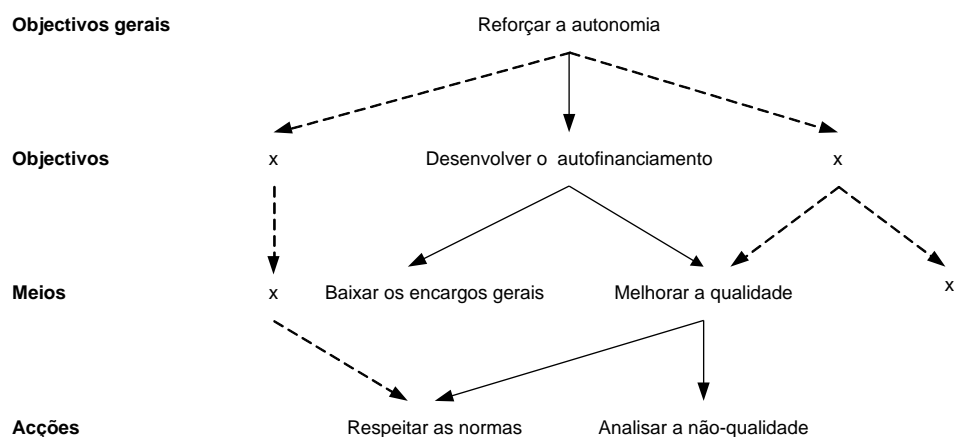 Objectivos gerais Reforçar a autonomia
Objectivos x Desenvolver o autofinanciamento x
Meios x Baixar os encargos gerais Melhorar a qualidade x
Acções Respeitar as normas Analisar a não-qualidade